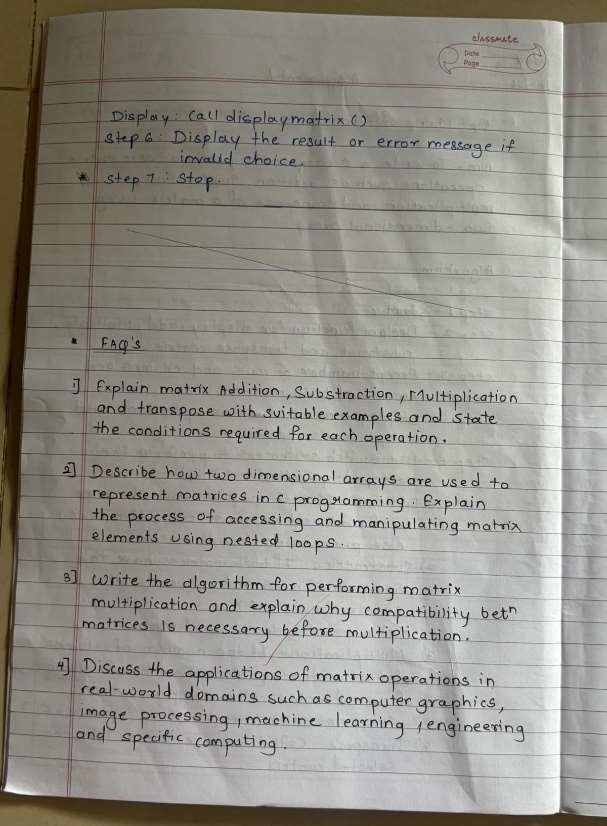 classmate
Date
Page
Display : Call displaymatrix ()
Step 6 : Display the result or error message if
invalid choice.
* Step 7 : Stop.
• FAQ's
1] Explain matrix Addition, Substraction, Multiplication
and transpose with suitable examples and state
the conditions required for each operation.
2] Describe how two dimensional arrays are used to
represent matrices in c programming. Explain
the process of accessing and manipulating matrix
elements using nested loops.
3] Write the algorithm for performing matrix
multiplication and explain why compatibility betn
matrices is necessary before multiplication.
4] Discuss the applications of matrix operations in
real-world domains such as computer graphics,
image processing, machine learning, engineering
and specific computing.